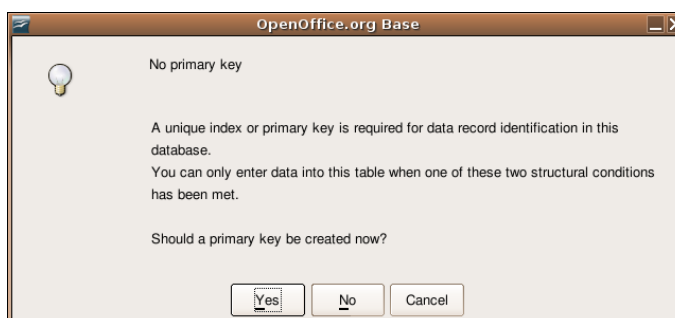 OpenOffice.org Base
No primary key
A unique index or primary key is required for data record identification in this
database.
You can only enter data into this table when one of these two structural conditions
has been met.
Should a primary key be created now?
Yes No Cancel